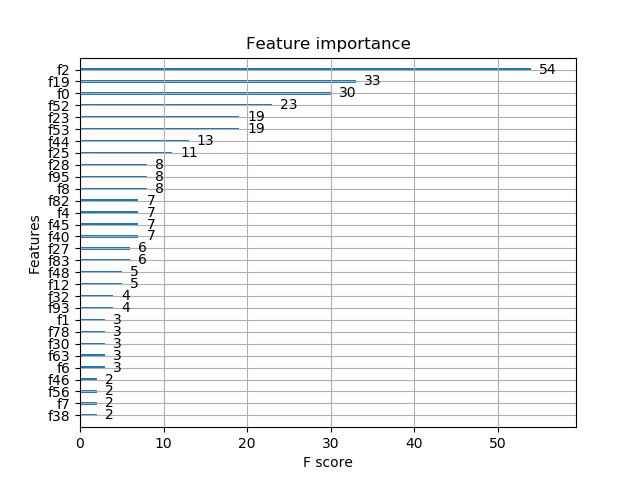 Feature importance
f2 54
f19 33
f0 30
f52 23
f23 19
f53 19
f44 13
f25 11
f28 8
f95 8
f8 8
f82 7
f4 7
f45 7
f40 7
f27 6
f83 6
f48 5
f12 5
f32 4
f93 4
f1 3
f78 3
f30 3
f63 3
f6 3
f46 2
f56 2
f7 2
f38 2
Features
0 10 20 30 40 50
F score